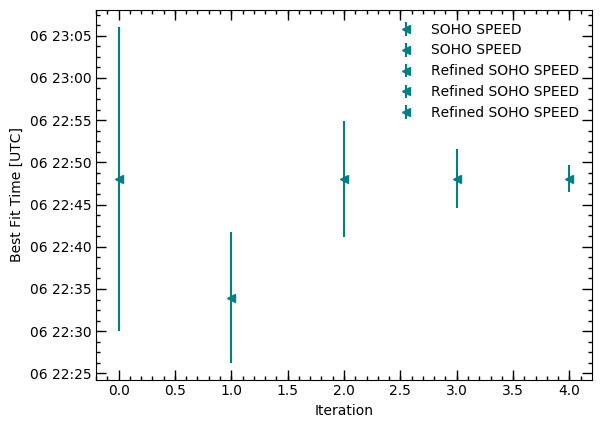 SOHO SPEED
SOHO SPEED
Refined SOHO SPEED
Refined SOHO SPEED
Refined SOHO SPEED
Best Fit Time [UTC]
06 23:05
06 23:00
06 22:55
06 22:50
06 22:45
06 22:40
06 22:35
06 22:30
06 22:25
0.0 0.5 1.0 1.5 2.0 2.5 3.0 3.5 4.0
Iteration